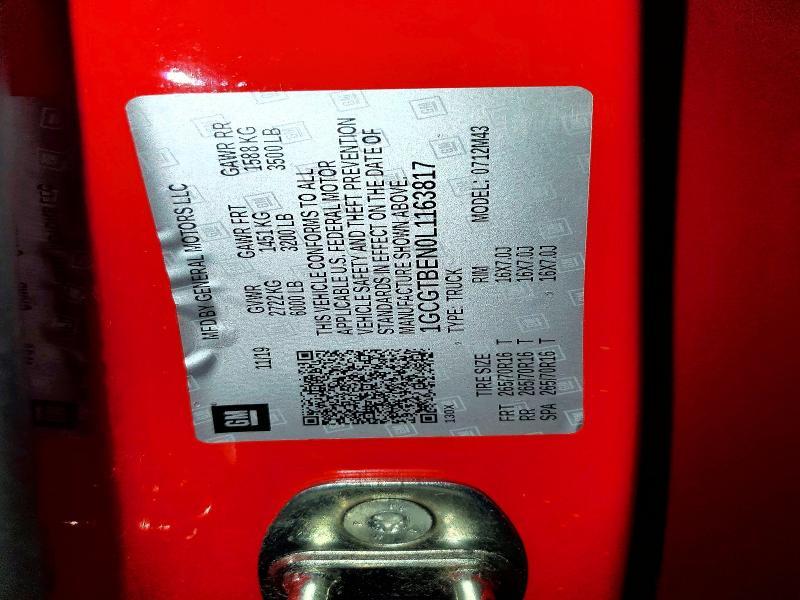 GM
MFD BY GENERAL MOTORS LLC
11/19 GVWR GAWR FRT GAWR RR
2722 KG 1451 KG 1588 KG
6000 LB 3200 LB 3500 LB
THIS VEHICLE CONFORMS TO ALL
APPLICABLE U.S. FEDERAL MOTOR
VEHICLE SAFETY AND THEFT PREVENTION
STANDARDS IN EFFECT ON THE DATE OF
MANUFACTURE SHOWN ABOVE.
1GCGTBEN0L1163817
130X TYPE: TRUCK MODEL: 0712M43
TIRE SIZE RIM
FRT 265/70R16 T 16X7.0J
RR 265/70R16 T 16X7.0J
SPA 265/70R16 T 16X7.0J